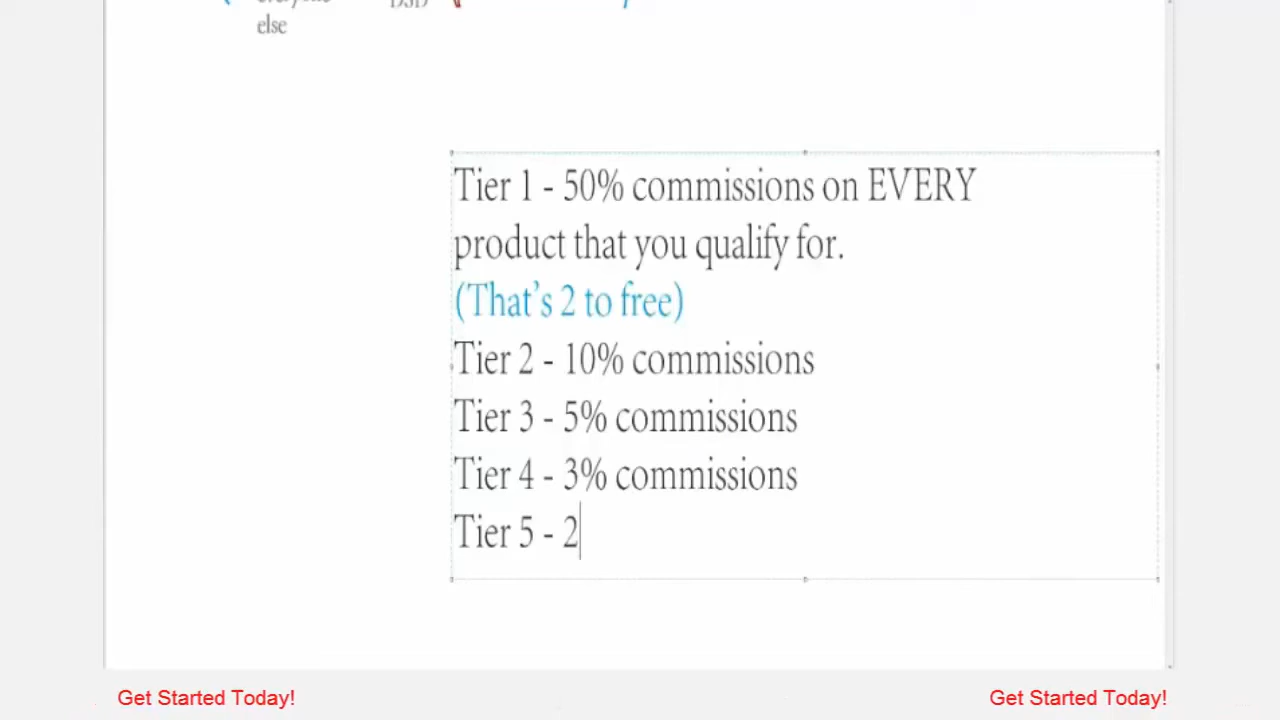 else
Tier 1 - 50% commissions on EVERY
product that you qualify for.
(That's 2 to free)
Tier 2 - 10% commissions
Tier 3 - 5% commissions
Tier 4 - 3% commissions
Tier 5 - 2
Get Started Today!
Get Started Today!